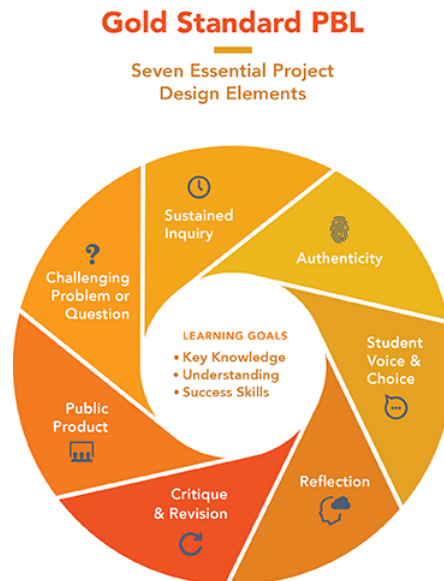 Gold Standard PBL
Seven Essential Project
Design Elements
Sustained
Inquiry
Authenticity
?
Challenging
Problem or
Question
LEARNING GOALS
• Key Knowledge
• Understanding
• Success Skills
Student
Voice &
Choice
Public
Product
Reflection
Critique
& Revision